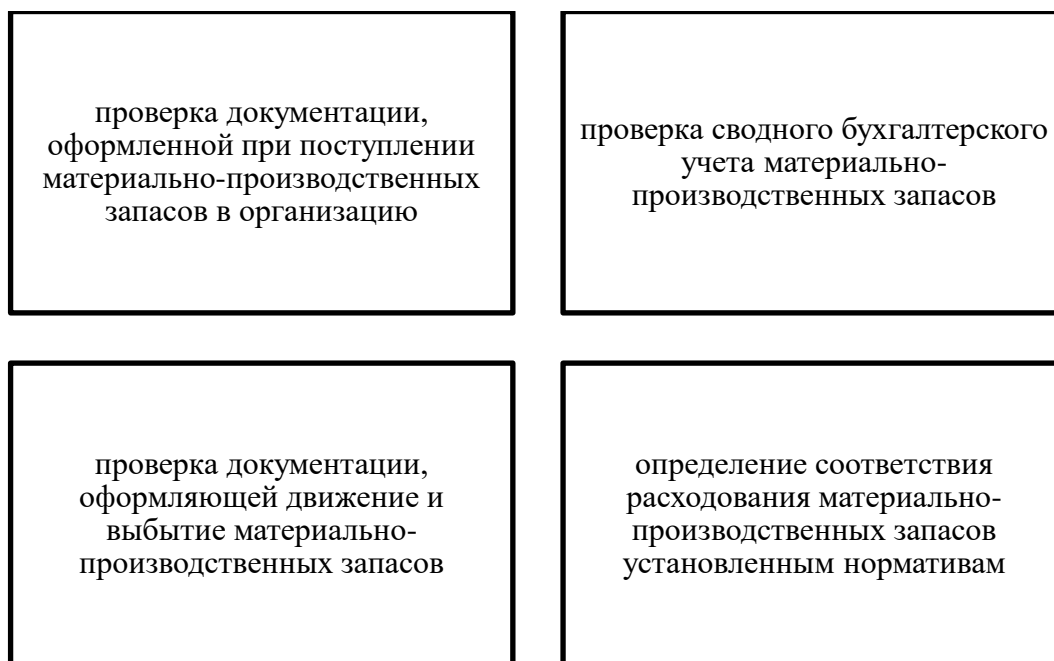 проверка документации,
оформленной при поступлении
материально-производственных
запасов в организацию
проверка сводного бухгалтерского
учета материально-
производственных запасов
проверка документации,
оформляющей движение и
выбытие материально-
производственных запасов
определение соответствия
расходования материально-
производственных запасов
установленным нормативам